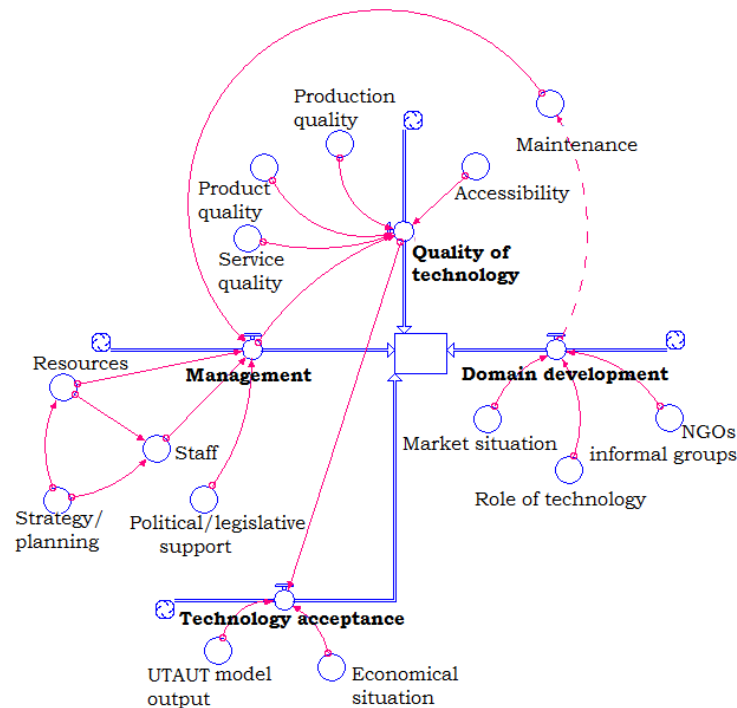 Production
quality
Maintenance
Product
quality
Accessibility
Service
quality
Quality of
technology
Resources
Management
Domain development
Staff
Market situation
NGOs
informal groups
Role of technology
Strategy/
planning
Political/legislative
support
Technology acceptance
UTAUT model
output
Economical
situation